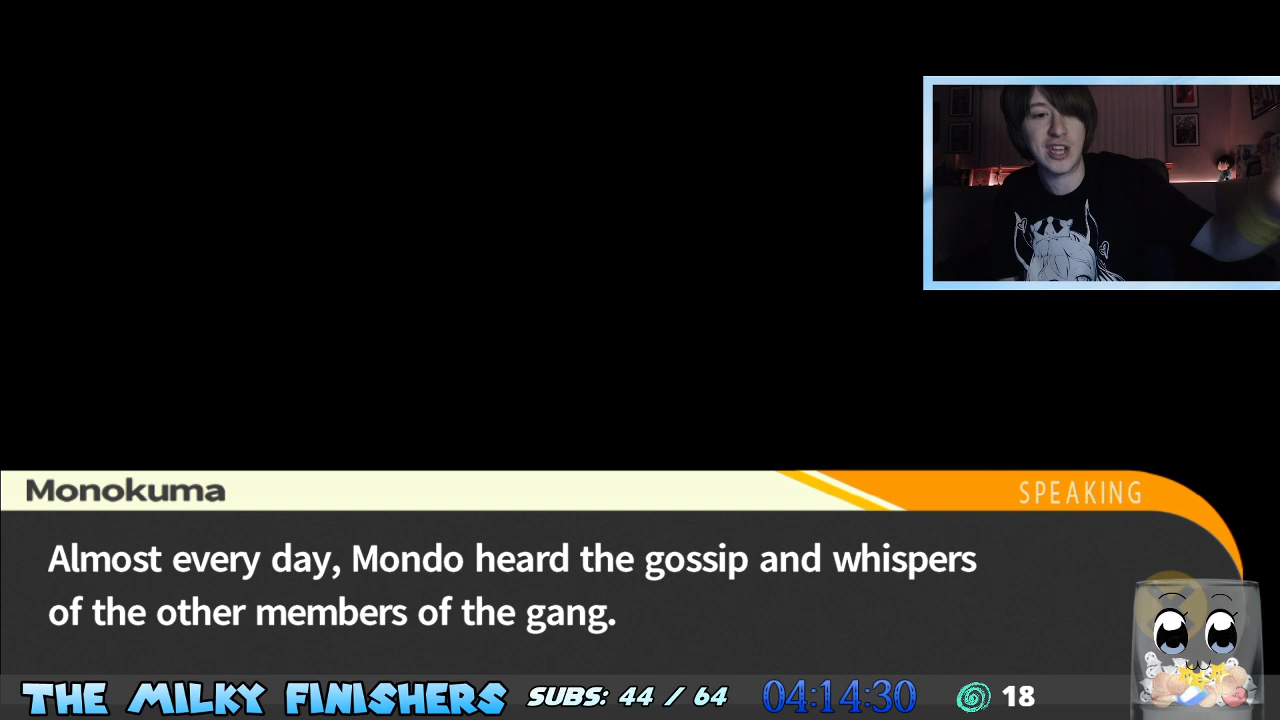 Monokuma
SPEAKING
Almost every day, Mondo heard the gossip and whispers
of the other members of the gang.
THE MILKY FINISHERS
SUBS: 44 / 64
04:14:30
18